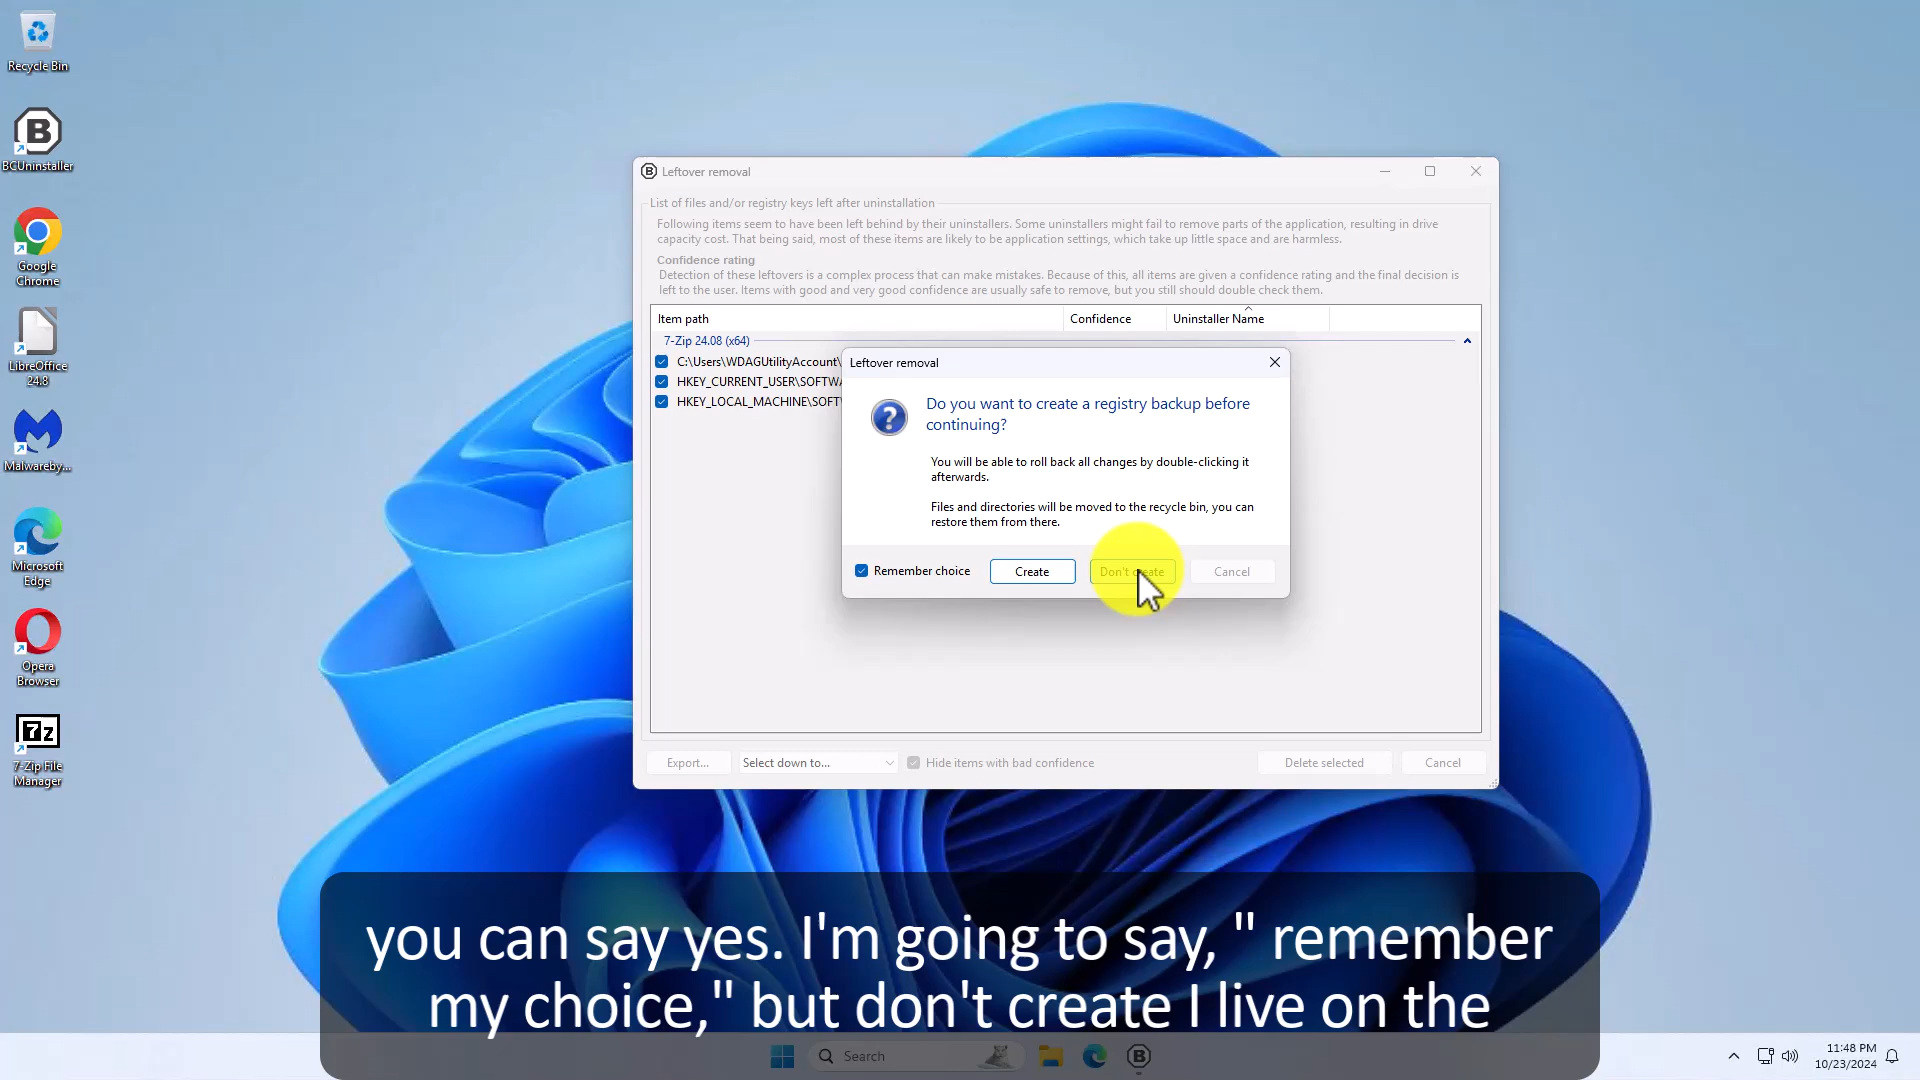 Recycle Bin
BCUninstaller
Google
Chrome
LibreOffice
24.8
Malwareby...
Microsoft
Edge
Opera
Browser
7-Zip File
Manager
B Leftover removal
List of files and/or registry keys left after uninstallation
Following items seem to have been left behind by their uninstallers. Some uninstallers might fail to remove parts of the application, resulting in drive
capacity cost. That being said, most of these items are likely to be application settings, which take up little space and are harmless.
Confidence rating
Detection of these leftovers is a complex process that can make mistakes. Because of this, all items are given a confidence rating and the final decision is
left to the user. Items with good and very good confidence are usually safe to remove, but you still should double check them.
Item path Confidence Uninstaller Name
7-Zip 24.08 (x64)
C:\Users\WDAGUtilityAccount\
HKEY_CURRENT_USER\SOFTWA
HKEY_LOCAL_MACHINE\SOFT
Leftover removal
Do you want to create a registry backup before
continuing?
You will be able to roll back all changes by double-clicking it
afterwards.
Files and directories will be moved to the recycle bin, you can
restore them from there.
Remember choice Create Don't create Cancel
Export... Select down to... Hide items with bad confidence Delete selected Cancel
you can say yes. I'm going to say, " remember
my choice," but don't create I live on the
Search
11:48 PM
10/23/2024